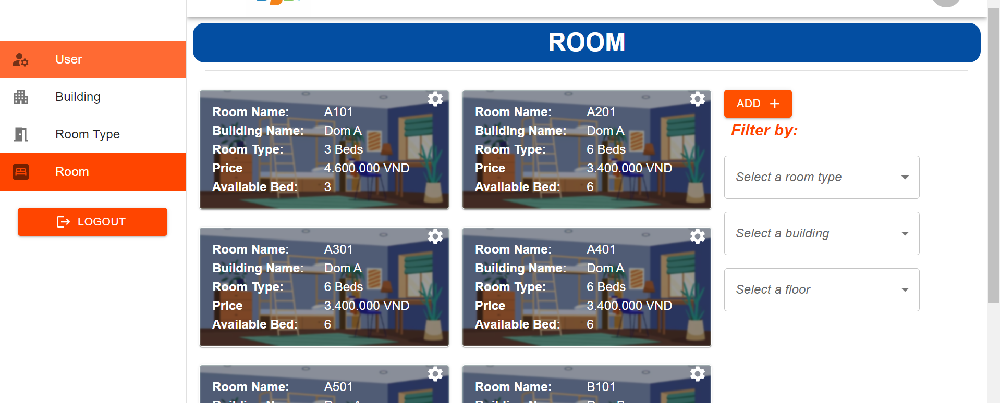 ROOM
User
Building
Room Type
Room
LOGOUT
Room Name: A101
Building Name: Dom A
Room Type: 3 Beds
Price 4.600.000 VND
Available Bed: 3
Room Name: A201
Building Name: Dom A
Room Type: 6 Beds
Price 3.400.000 VND
Available Bed: 6
ADD +
Filter by:
Select a room type
Select a building
Select a floor
Room Name: A301
Building Name: Dom A
Room Type: 6 Beds
Price 3.400.000 VND
Available Bed: 6
Room Name: A401
Building Name: Dom A
Room Type: 6 Beds
Price 3.400.000 VND
Available Bed: 6
Room Name: A501
Room Name: B101